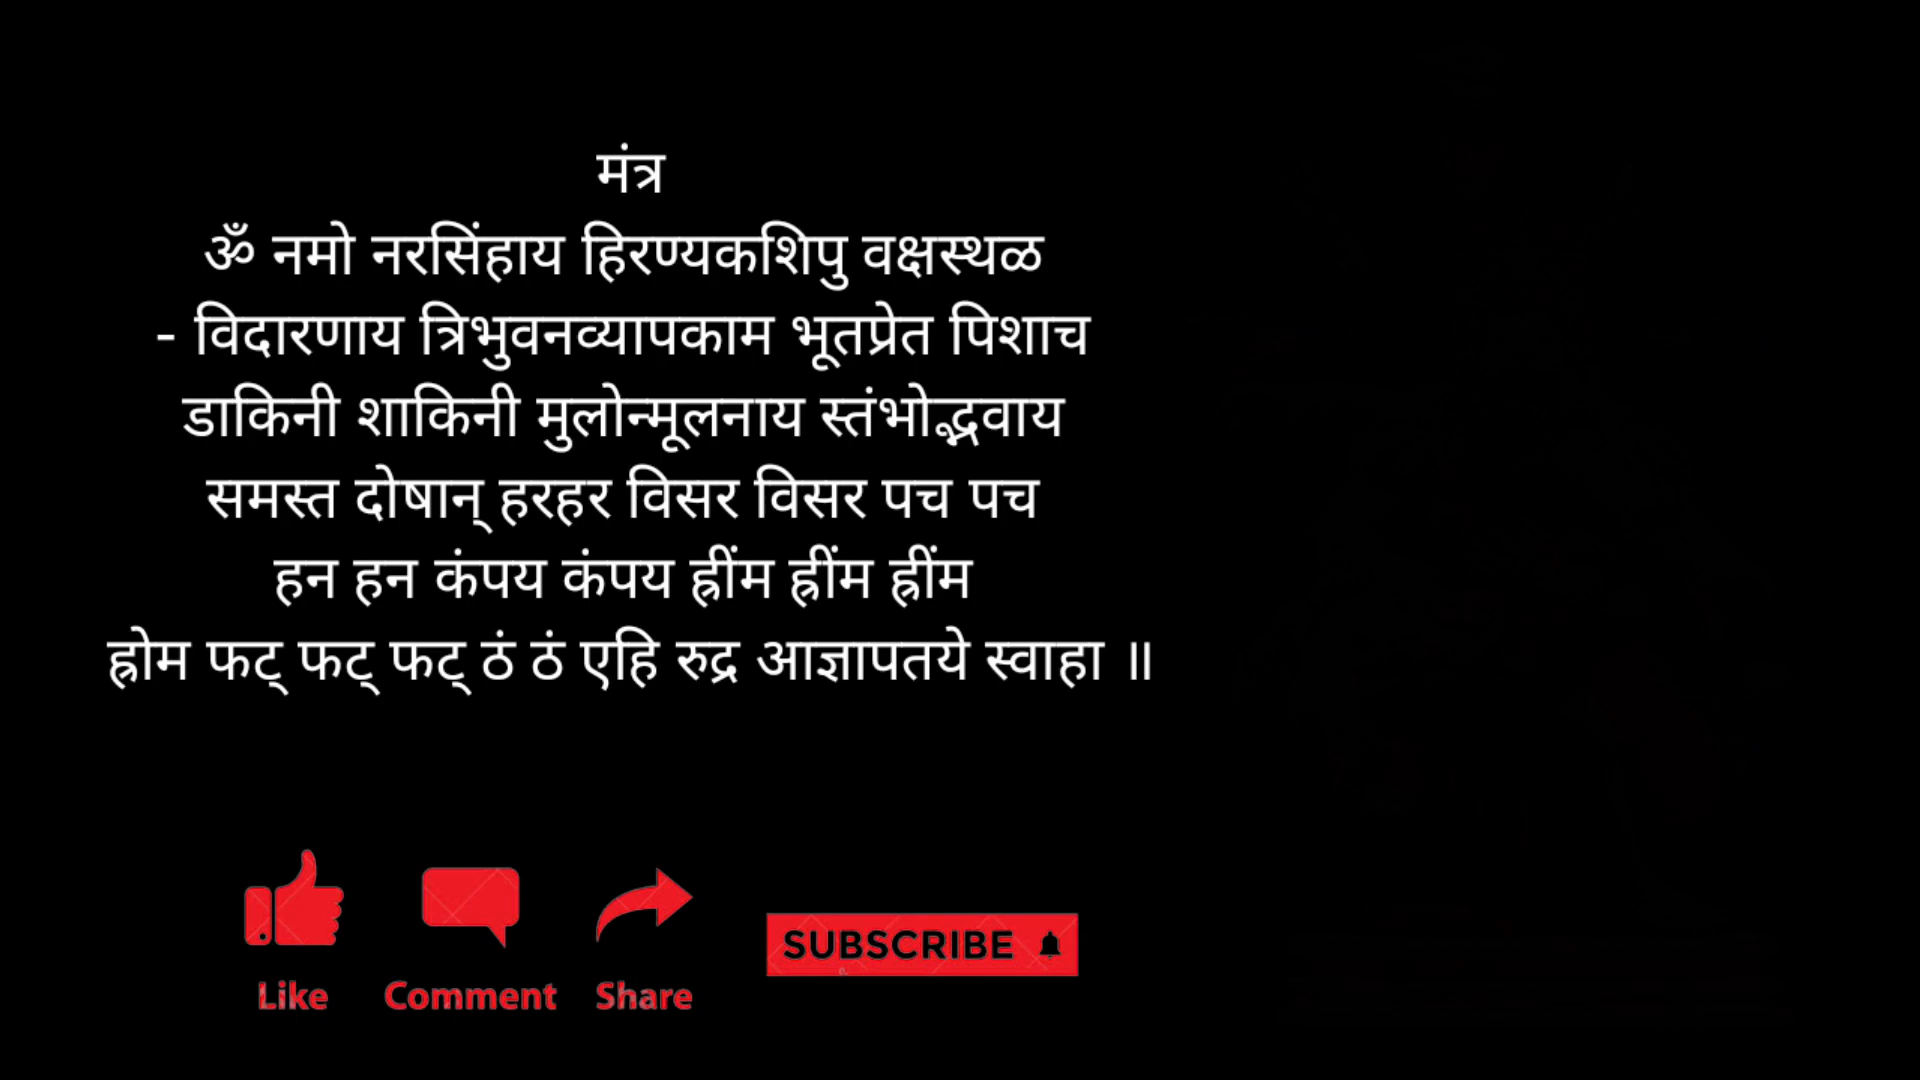 मंत्र
ॐ नमो नरसिंहाय हिरण्यकशिपु वक्षस्थळ
- विदारणाय त्रिभुवनव्यापकाम भूतप्रेत पिशाच
डाकिनी शाकिनी मुलोन्मूलनाय स्तंभोद्भवाय
समस्त दोषान् हरहर विसर विसर पच पच
हन हन कंपय कंपय ह्रींम ह्रींम ह्रींम
ह्रोम फट् फट् फट् ठं ठं एहि रुद्र आज्ञापतये स्वाहा ॥
SUBSCRIBE
Like Comment Share